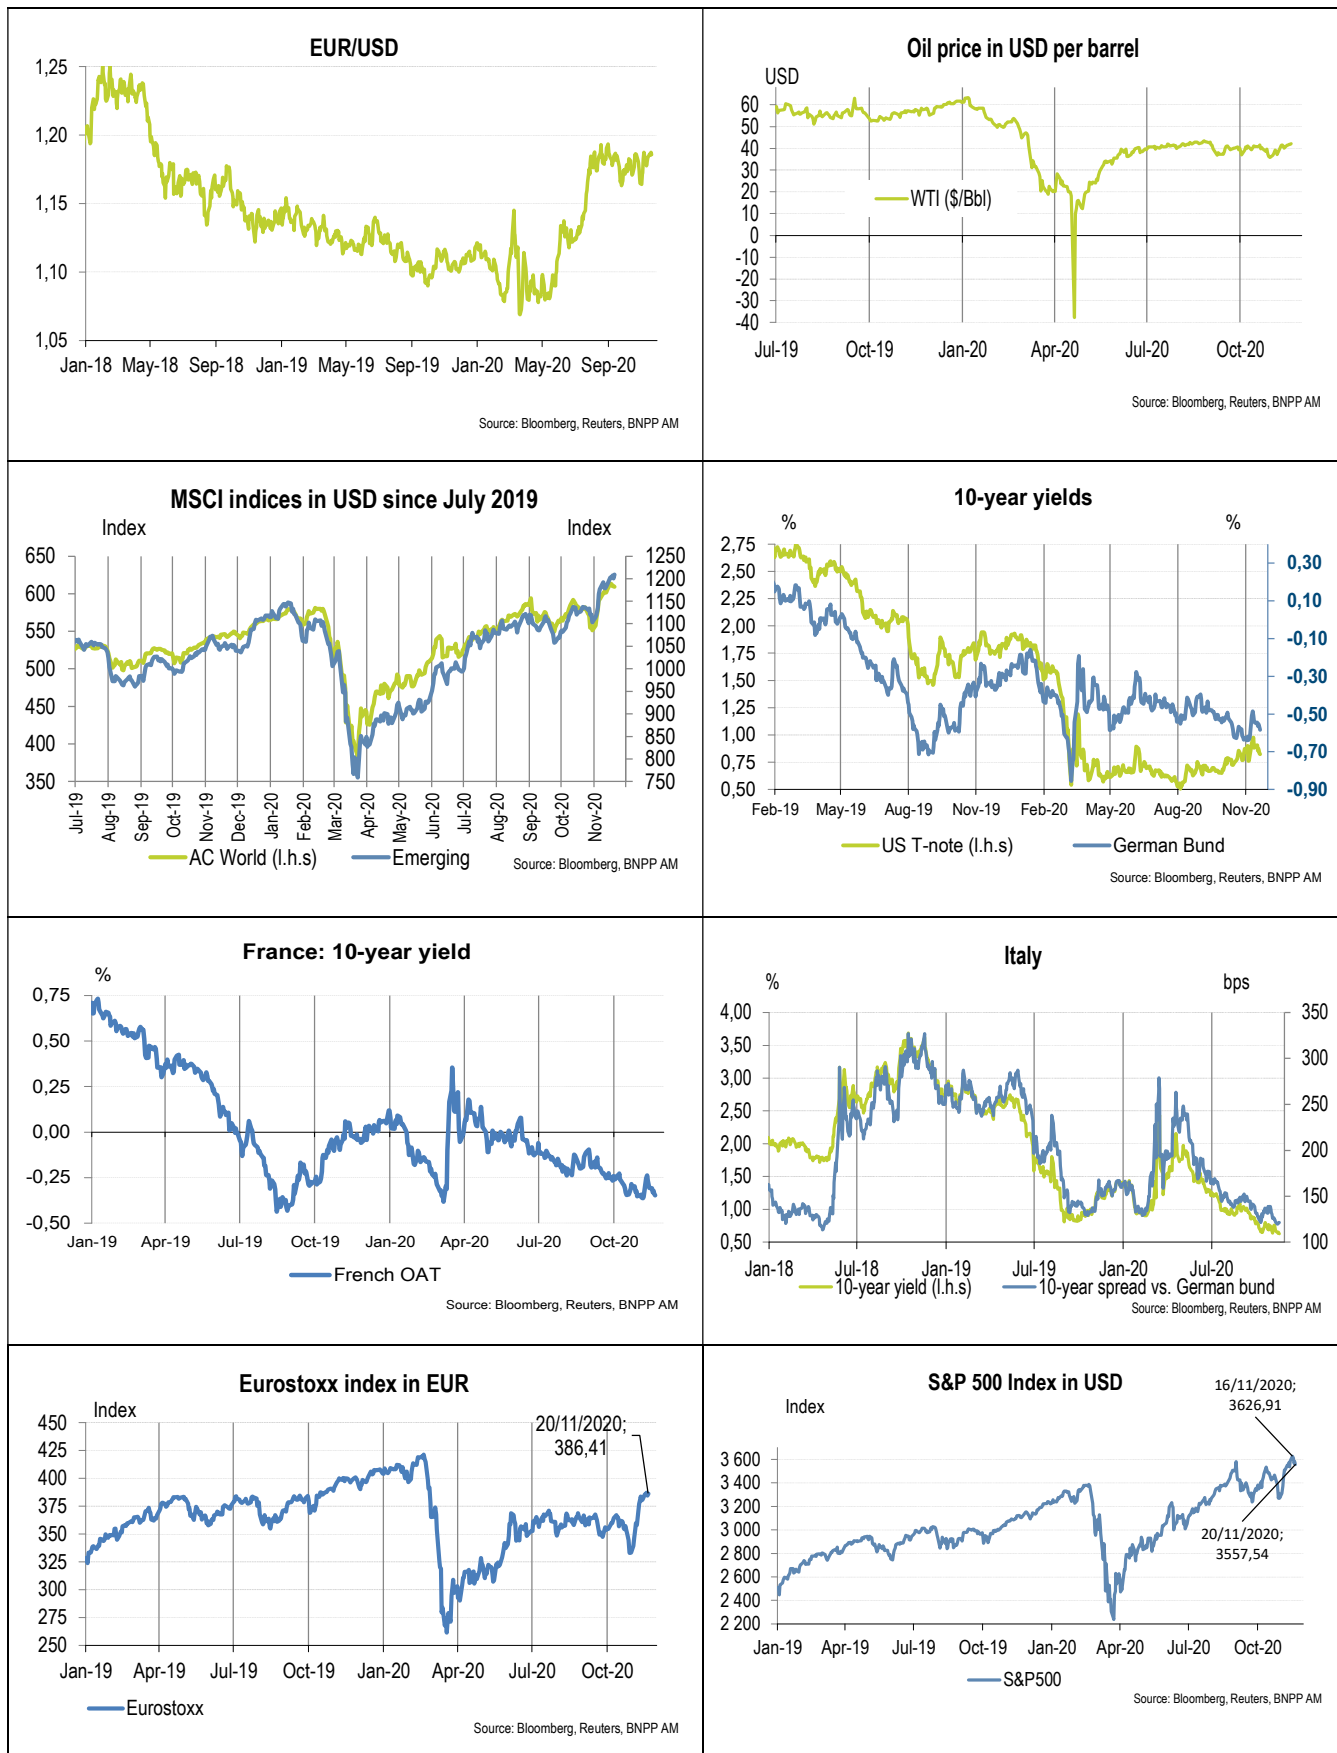 EUR/USD
1,25
1,20
1,15
1,10
1,05
Jan-18 May-18 Sep-18 Jan-19 May-19 Sep-19 Jan-20 May-20 Sep-20
Source: Bloomberg, Reuters, BNPP AM
Oil price in USD per barrel
USD
60
50
40
30
20
10
0
-10
-20
-30
-40
WTI ($/Bbl)
Jul-19 Oct-19 Jan-20 Apr-20 Jul-20 Oct-20
Source: Bloomberg, Reuters, BNPP AM
MSCI indices in USD since July 2019
Index Index
650
600
550
500
450
400
350
1250
1200
1150
1100
1050
1000
950
900
850
800
750
Jul-19 Aug-19 Sep-19 Oct-19 Nov-19 Dec-19 Jan-20 Feb-20 Mar-20 Apr-20 May-20 Jun-20 Jul-20 Aug-20 Sep-20 Oct-20 Nov-20
AC World (l.h.s) Emerging
Source: Bloomberg, BNPP AM
10-year yields
% %
2,75
2,50
2,25
2,00
1,75
1,50
1,25
1,00
0,75
0,50
0,30
0,10
-0,10
-0,30
-0,50
-0,70
-0,90
Feb-19 May-19 Aug-19 Nov-19 Feb-20 May-20 Aug-20 Nov-20
US T-note (l.h.s) German Bund
Source: Bloomberg, Reuters, BNPP AM
France: 10-year yield
%
0,75
0,50
0,25
0,00
-0,25
-0,50
Jan-19 Apr-19 Jul-19 Oct-19 Jan-20 Apr-20 Jul-20 Oct-20
French OAT
Source: Bloomberg, Reuters, BNPP AM
Italy
% bps
4,00
3,50
3,00
2,50
2,00
1,50
1,00
0,50
350
300
250
200
150
100
Jan-18 Jul-18 Jan-19 Jul-19 Jan-20 Jul-20
10-year yield (l.h.s) 10-year spread vs. German bund
Source: Bloomberg, Reuters, BNPP AM
Eurostoxx index in EUR
Index
450
425
400
375
350
325
300
275
250
20/11/2020;
386,41
Jan-19 Apr-19 Jul-19 Oct-19 Jan-20 Apr-20 Jul-20 Oct-20
Eurostoxx
Source: Bloomberg, Reuters, BNPP AM
S&P 500 Index in USD
Index
16/11/2020;
3626,91
3 600
3 400
3 200
3 000
2 800
2 600
2 400
2 200
20/11/2020;
3557,54
Jan-19 Apr-19 Jul-19 Oct-19 Jan-20 Apr-20 Jul-20 Oct-20
S&P500
Source: Bloomberg, Reuters, BNPP AM